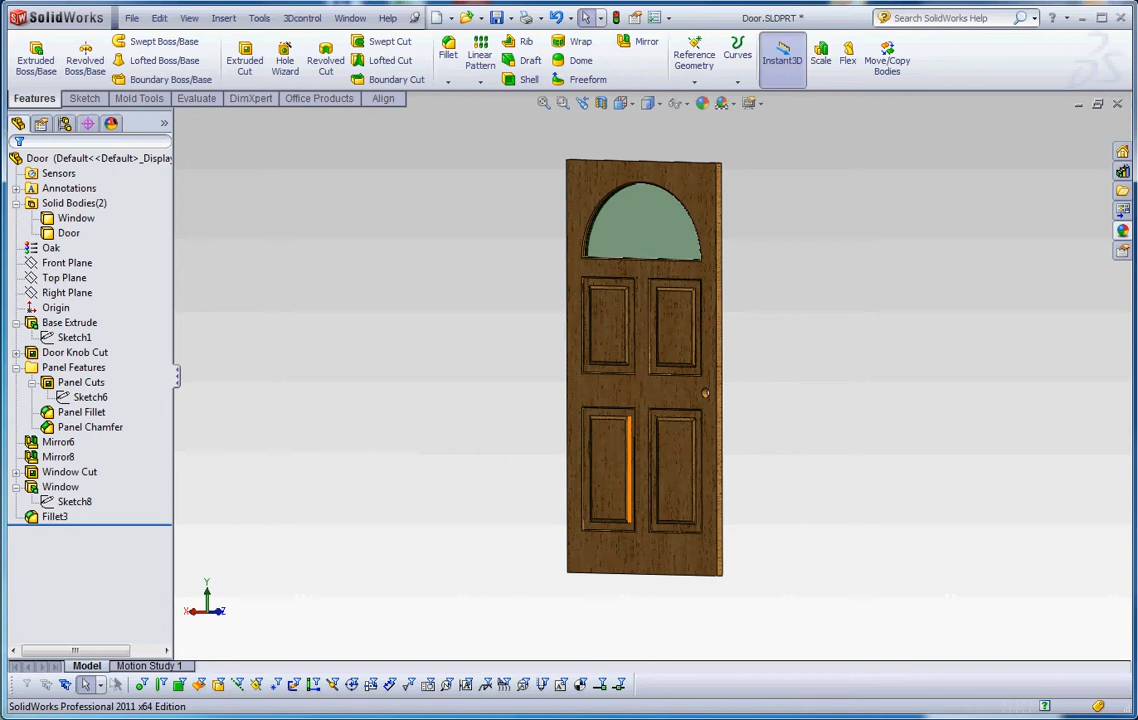 SolidWorks File Edit View Insert Tools 3Dcontrol Window Help Door.SLDPRT * Search SolidWorks Help
Extruded Boss/Base Revolved Boss/Base Swept Boss/Base Lofted Boss/Base Boundary Boss/Base Extruded Cut Hole Wizard Revolved Cut Swept Cut Lofted Cut Boundary Cut Fillet Linear Pattern Rib Draft Shell Wrap Dome Freeform Mirror Reference Geometry Curves Instant3D Scale Flex Move/Copy Bodies
Features Sketch Mold Tools Evaluate DimXpert Office Products Align
Door (Default<<Default>_Displa
Sensors
Annotations
Solid Bodies(2)
Window
Door
Oak
Front Plane
Top Plane
Right Plane
Origin
Base Extrude
Sketch1
Door Knob Cut
Panel Features
Panel Cuts
Sketch6
Panel Fillet
Panel Chamfer
Mirror6
Mirror8
Window Cut
Window
Sketch8
Fillet3
Y
X Z
Model Motion Study 1
SolidWorks Professional 2011 x64 Edition